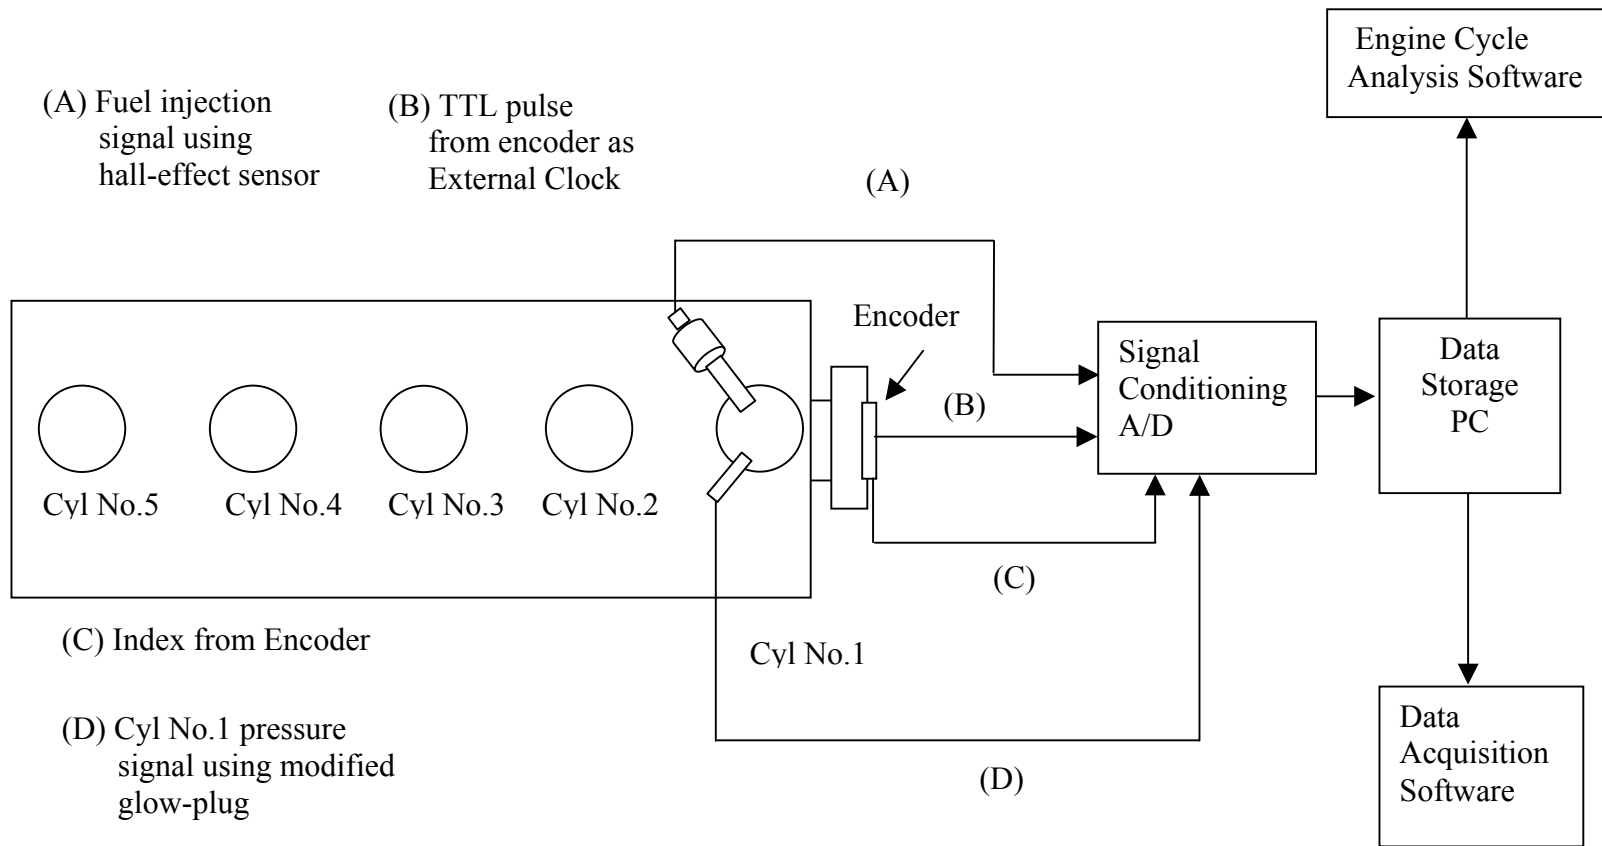 Engine Cycle
Analysis Software
(A) Fuel injection
signal using
hall-effect sensor
(B) TTL pulse
from encoder as
External Clock
(A)
Encoder
(B)
Signal
Conditioning
A/D
Data
Storage
PC
Cyl No.5
Cyl No.4
Cyl No.3
Cyl No.2
(C)
(C) Index from Encoder
Cyl No.1
(D) Cyl No.1 pressure
signal using modified
glow-plug
(D)
Data
Acquisition
Software